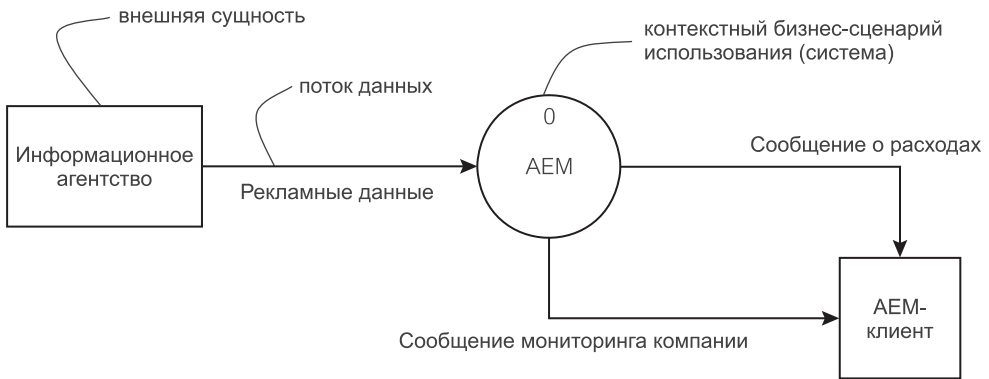 внешняя сущность
контекстный бизнес-сценарий
использования (система)
поток данных
0
Информационное
агентство
AEM
Сообщение о расходах
Рекламные данные
AEM-
клиент
Сообщение мониторинга компании